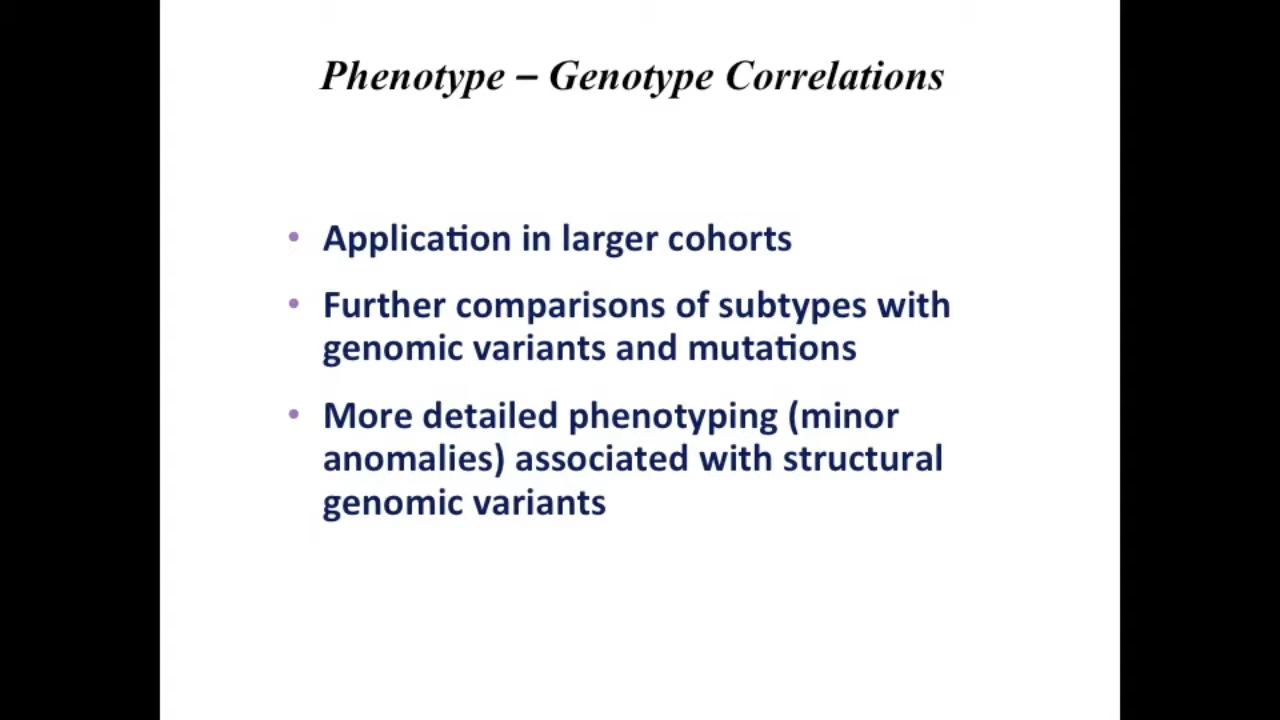 Phenotype – Genotype Correlations
• Application in larger cohorts
• Further comparisons of subtypes with
genomic variants and mutations
• More detailed phenotyping (minor
anomalies) associated with structural
genomic variants